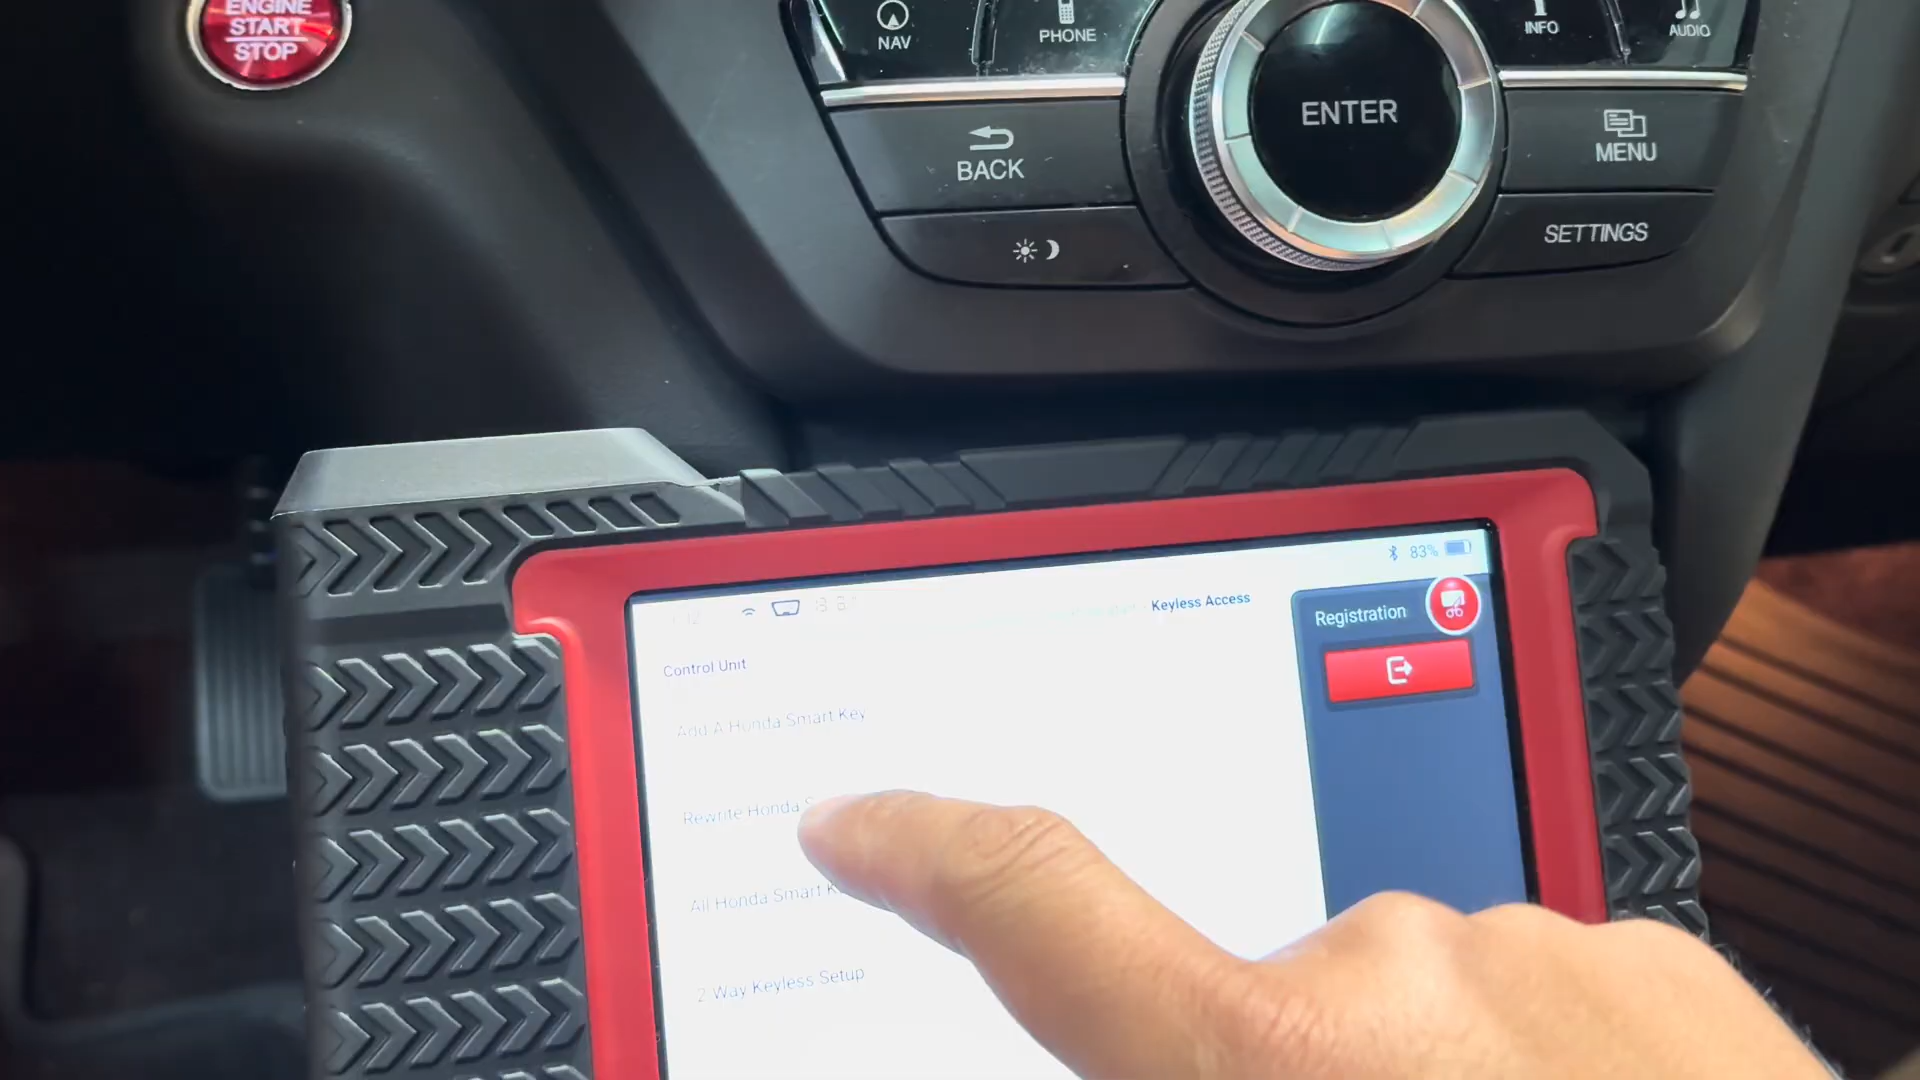 ENGINE
START
STOP
NAV
PHONE
INFO
AUDIO
BACK
ENTER
MENU
SETTINGS
83%
Keyless Access
Registration
Control Unit
Add A Honda Smart Key
Rewrite Honda
All Honda Smart
2 Way Keyless Setup